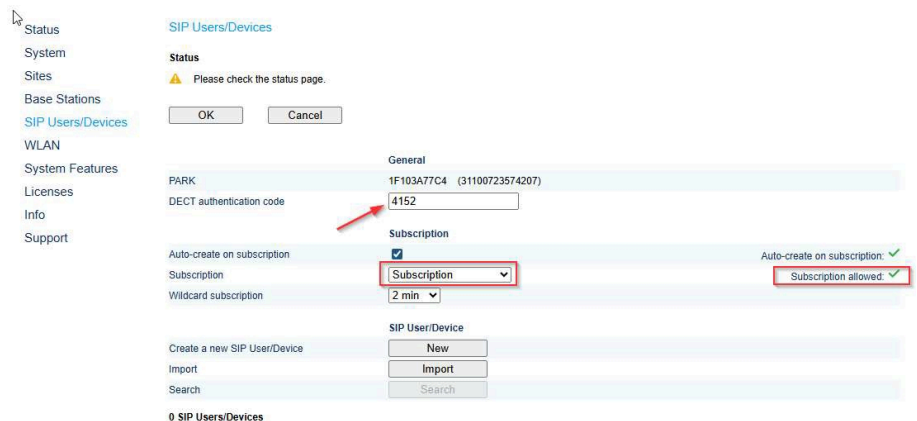 Status
System
Sites
Base Stations
SIP Users/Devices
WLAN
System Features
Licenses
Info
Support
SIP Users/Devices
Status
Please check the status page.
OK Cancel
General
PARK 1F103A77C4 (31100723574207)
DECT authentication code 4152
Subscription
Auto-create on subscription Auto-create on subscription:
Subscription Subscription Subscription allowed:
Wildcard subscription 2 min
SIP User/Device
Create a new SIP User/Device New
Import Import
Search Search
0 SIP Users/Devices